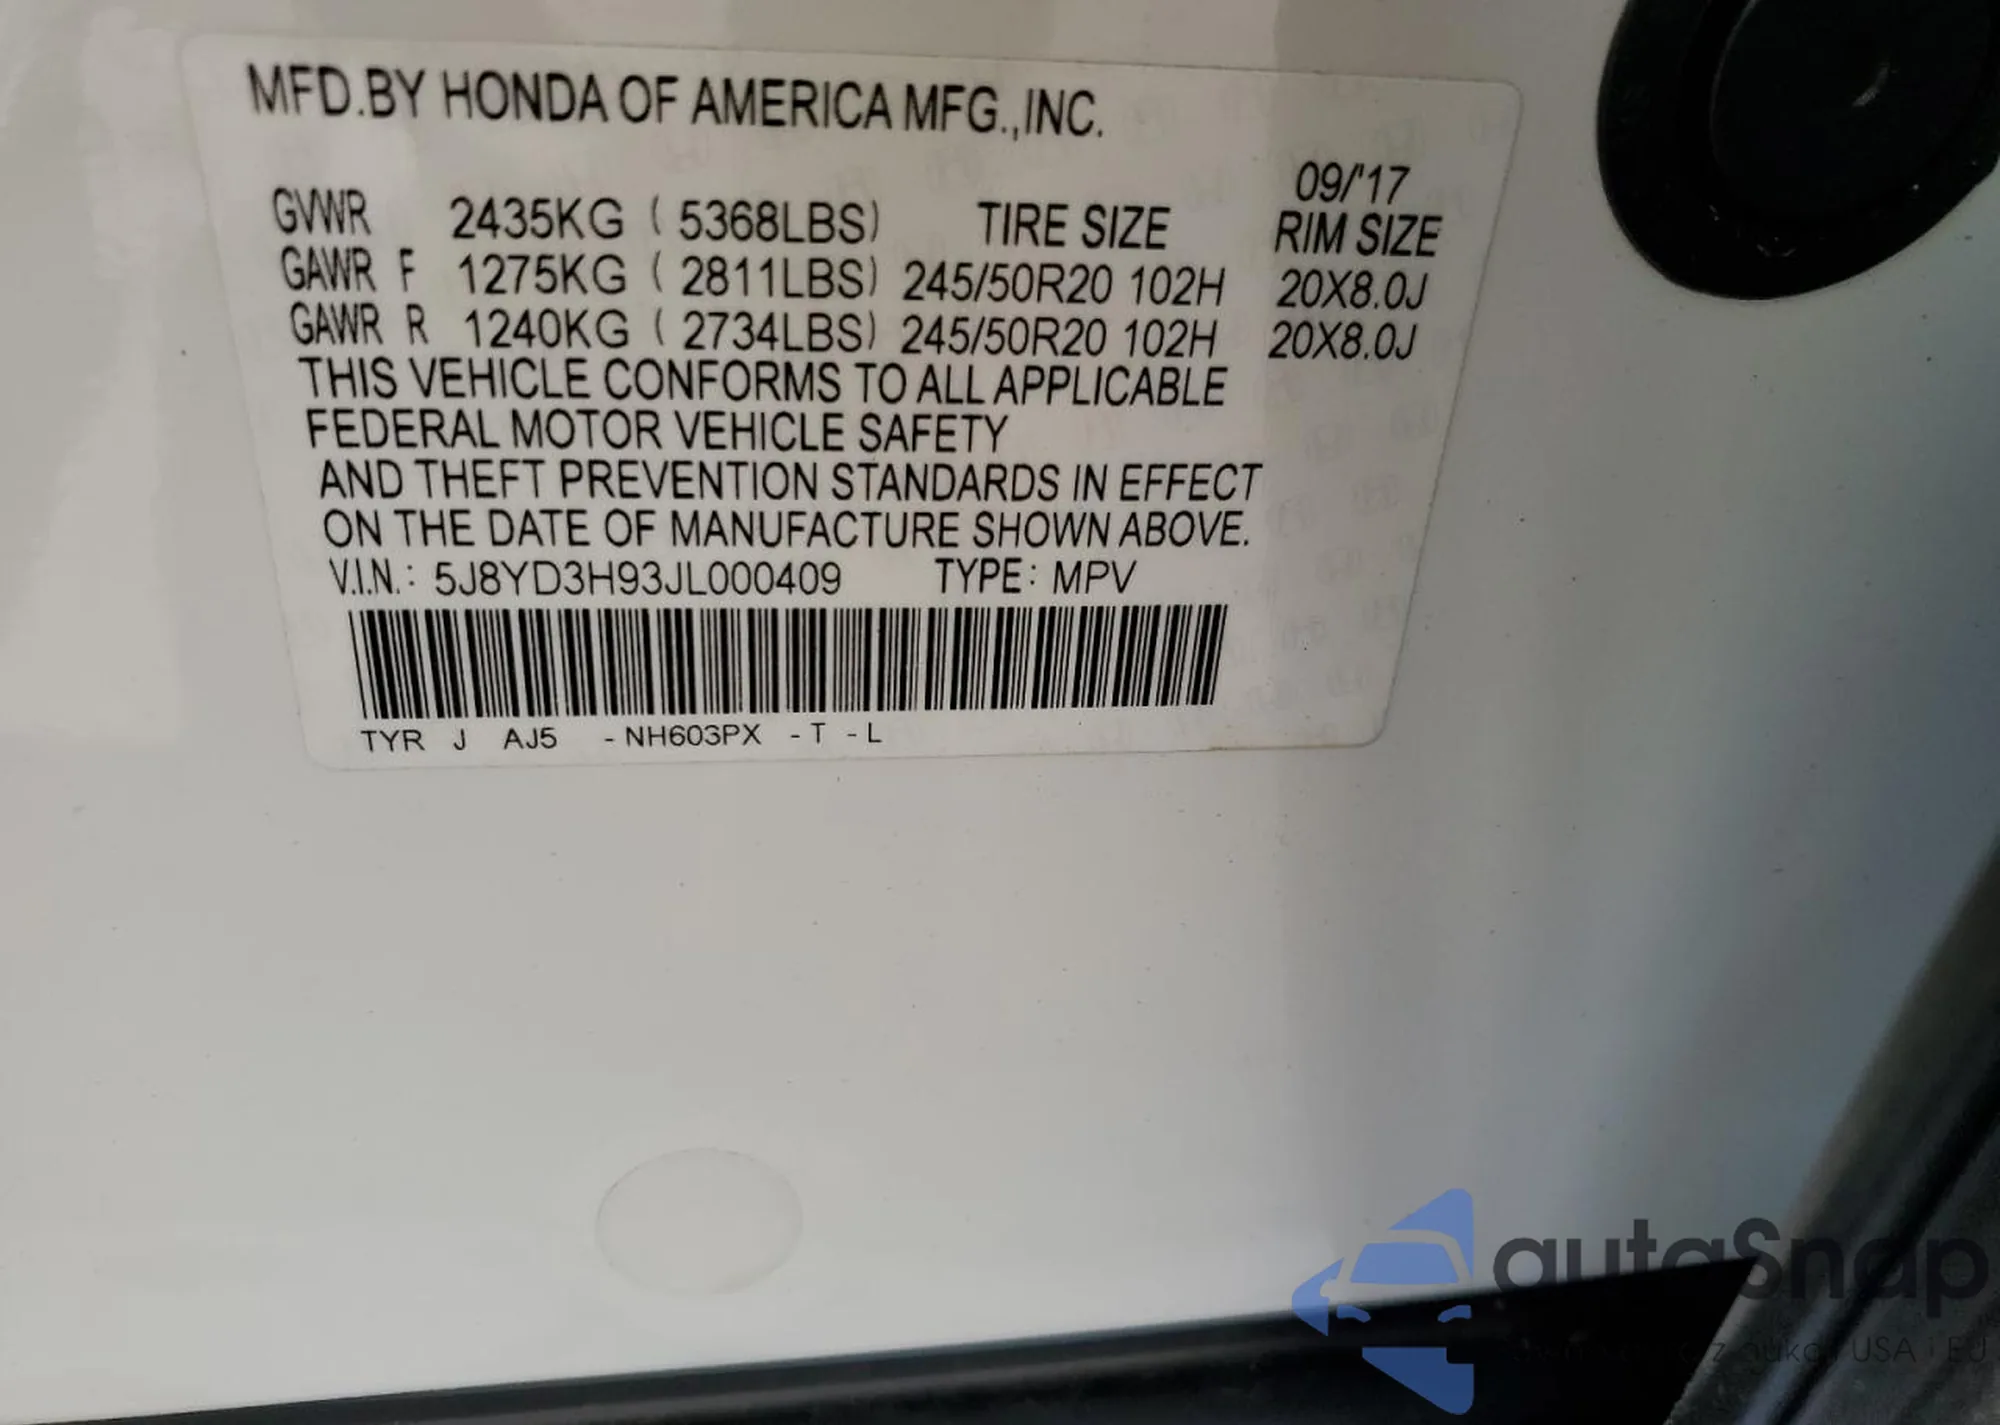 MFD.BY HONDA OF AMERICA MFG.,INC.
09/'17
GVWR 2435KG ( 5368LBS) TIRE SIZE RIM SIZE
GAWR F 1275KG ( 2811LBS) 245/50R20 102H 20X8.0J
GAWR R 1240KG ( 2734LBS) 245/50R20 102H 20X8.0J
THIS VEHICLE CONFORMS TO ALL APPLICABLE
FEDERAL MOTOR VEHICLE SAFETY
AND THEFT PREVENTION STANDARDS IN EFFECT
ON THE DATE OF MANUFACTURE SHOWN ABOVE.
V.I.N.: 5J8YD3H93JL000409 TYPE: MPV
TYR J AJ5 -NH603PX -T -L
autoSnap
USA i EU